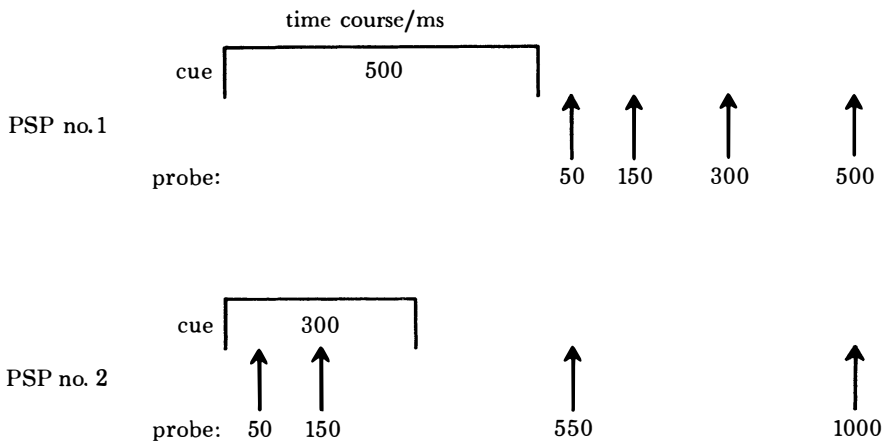 time course/ms
cue 500
PSP no. 1
probe: 50 150 300 500
cue 300
PSP no. 2
probe: 50 150 550 1000